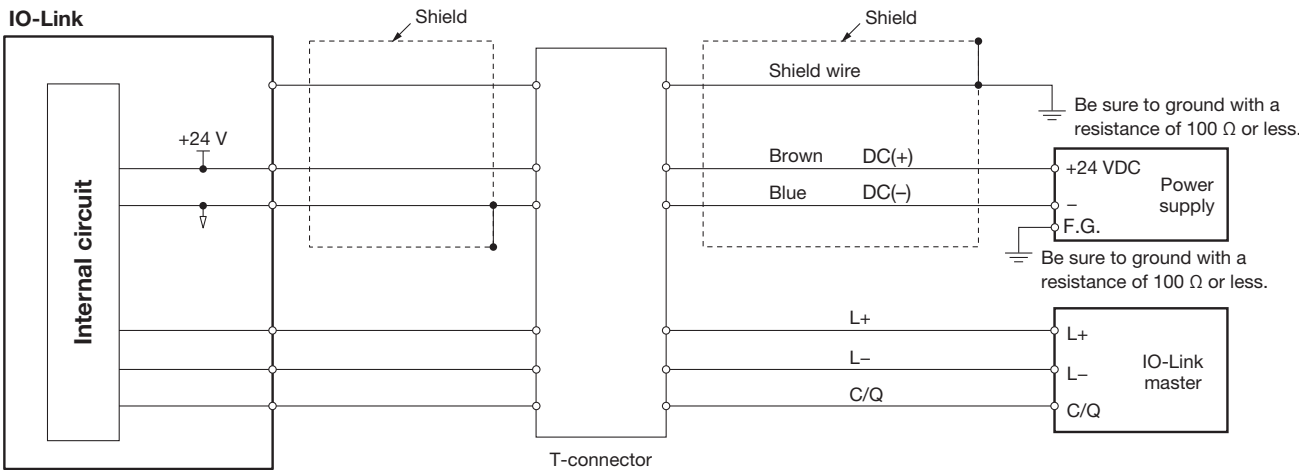 IO-Link
Shield
Shield
Shield wire
Be sure to ground with a
resistance of 100 Ω or less.
+24 V
Internal circuit
Brown DC(+)
Blue DC(–)
+24 VDC
–
F.G.
Power
supply
Be sure to ground with a
resistance of 100 Ω or less.
L+
L–
C/Q
L+
L–
C/Q
IO-Link
master
T-connector